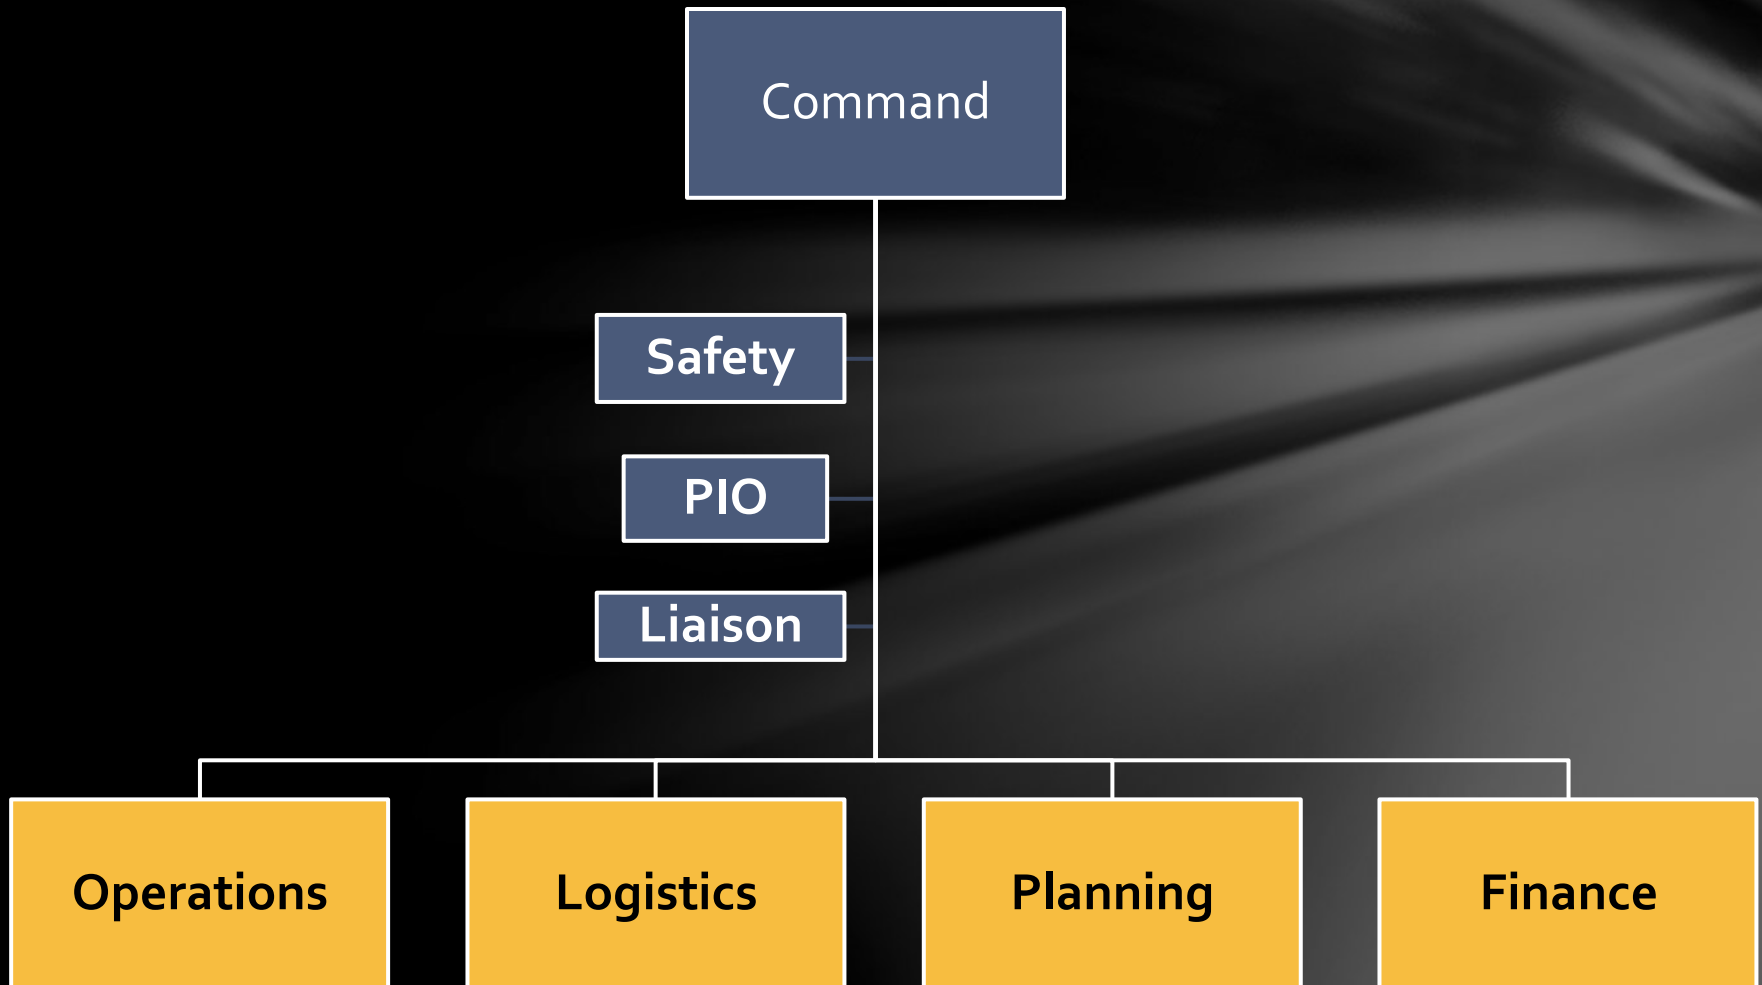 Command
Safety
PIO
Liaison
Operations
Logistics
Planning
Finance